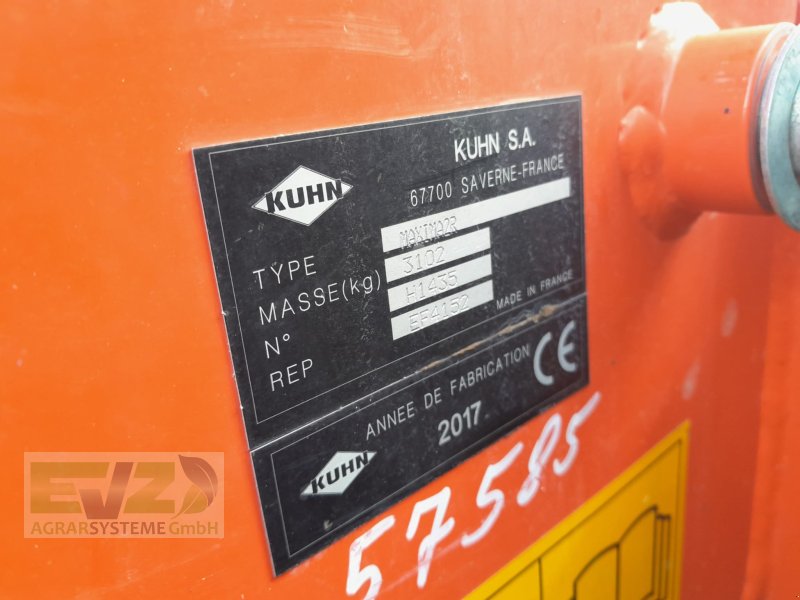 KUHN S.A.
67700 SAVERNE-FRANCE
KUHN
TYPE MAXIMA2R
MASSE(kg) 3102
N° H1435
REP EF4152
MADE IN FRANCE
ANNEE DE FABRICATION
2017
CE
KUHN
57585
EVZ
AGRARSYSTEME GmbH